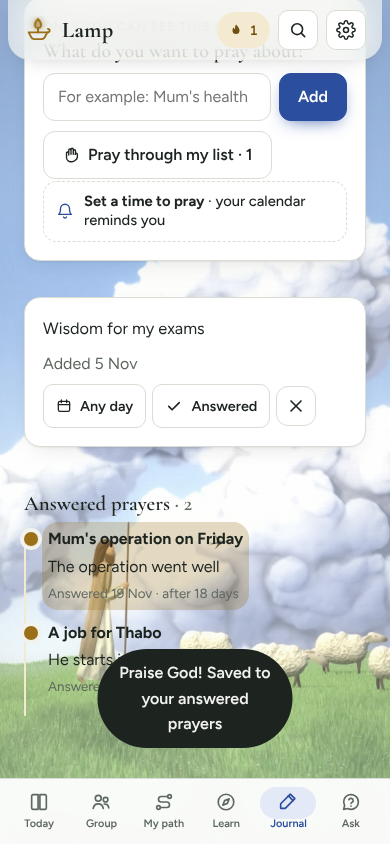 Lamp
1
What do you want to pray about?
For example: Mum's health
Add
Pray through my list · 1
Set a time to pray · your calendar
reminds you
Wisdom for my exams
Added 5 Nov
Any day
Answered
Answered prayers · 2
Mum's operation on Friday
The operation went well
Answered 19 Nov · after 18 days
A job for Thabo
He starts
Praise God! Saved to
your answered
prayers
Today
Group
My path
Learn
Journal
Ask